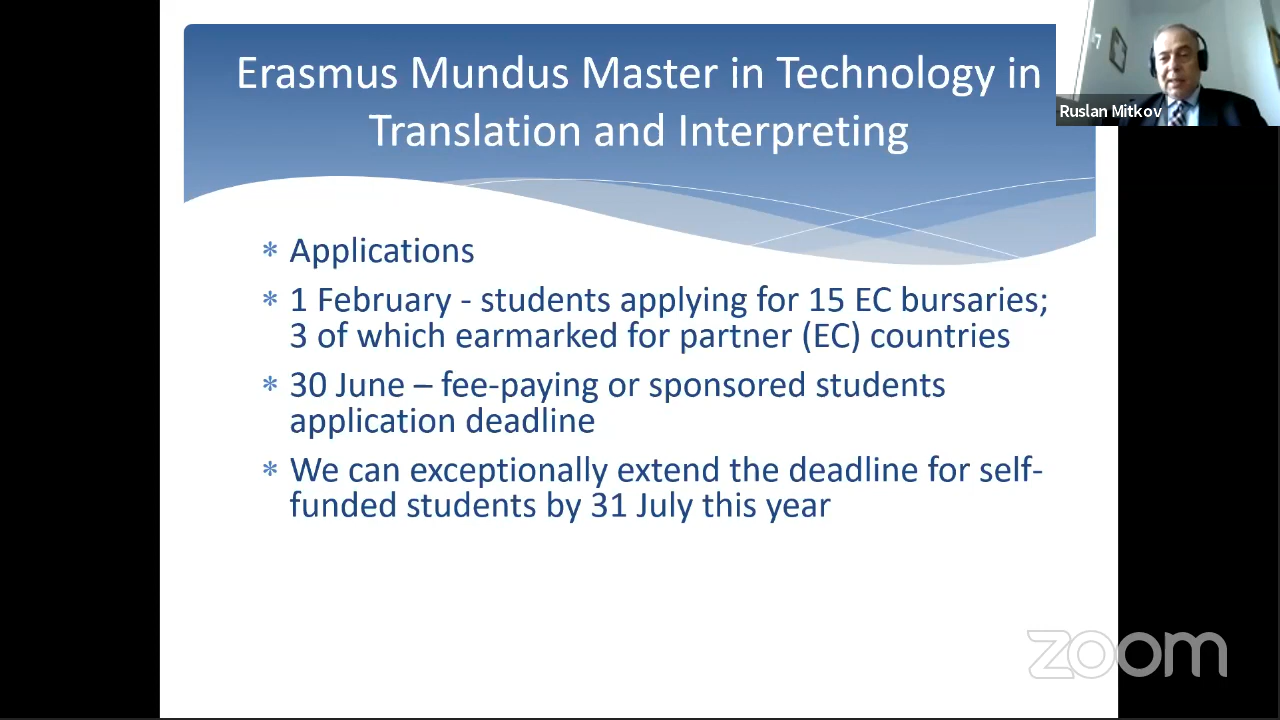 Erasmus Mundus Master in Technology in
Translation and Interpreting
Ruslan Mitkov
* Applications
* 1 February - students applying for 15 EC bursaries;
3 of which earmarked for partner (EC) countries
* 30 June – fee-paying or sponsored students
application deadline
* We can exceptionally extend the deadline for self-
funded students by 31 July this year
zoom